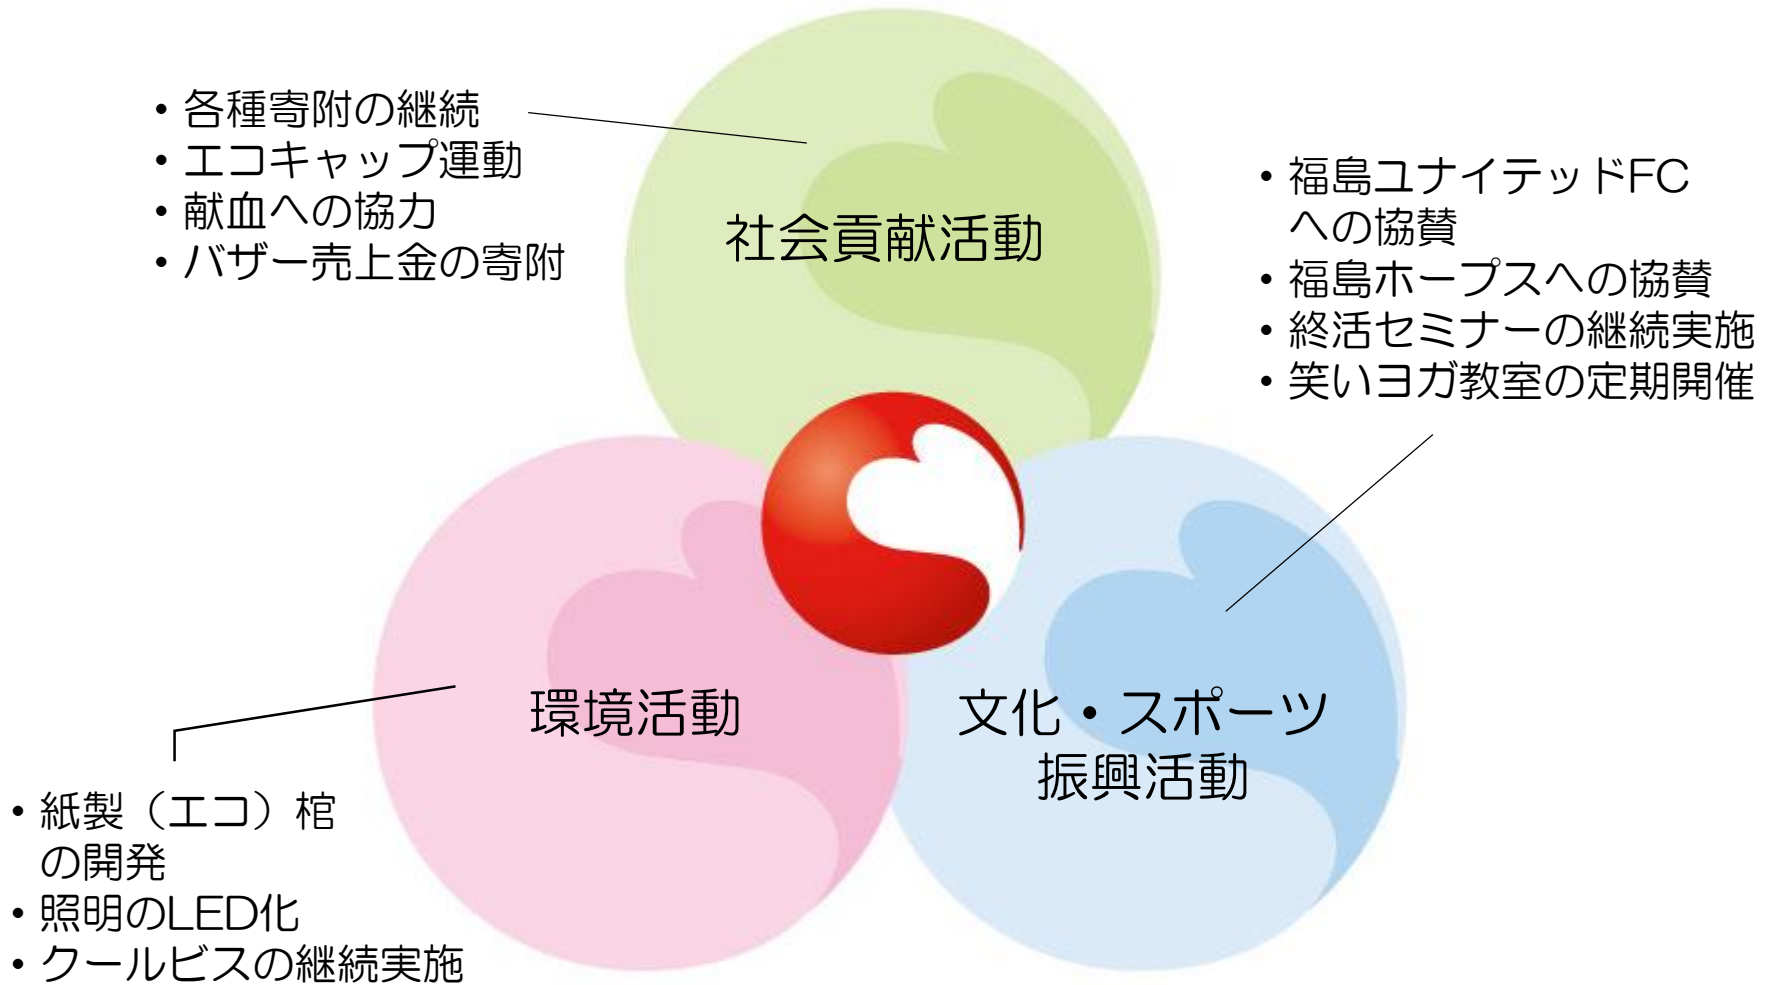 ・各種寄附の継続
・エコキャップ運動
・献血への協力
・バザー売上金の寄附
社会貢献活動
・福島ユナイテッドFC
への協賛
・福島ホープスへの協賛
・終活セミナーの継続実施
・笑いヨガ教室の定期開催
環境活動
文化・スポーツ
振興活動
・紙製（エコ）棺
の開発
・照明のLED化
・クールビスの継続実施